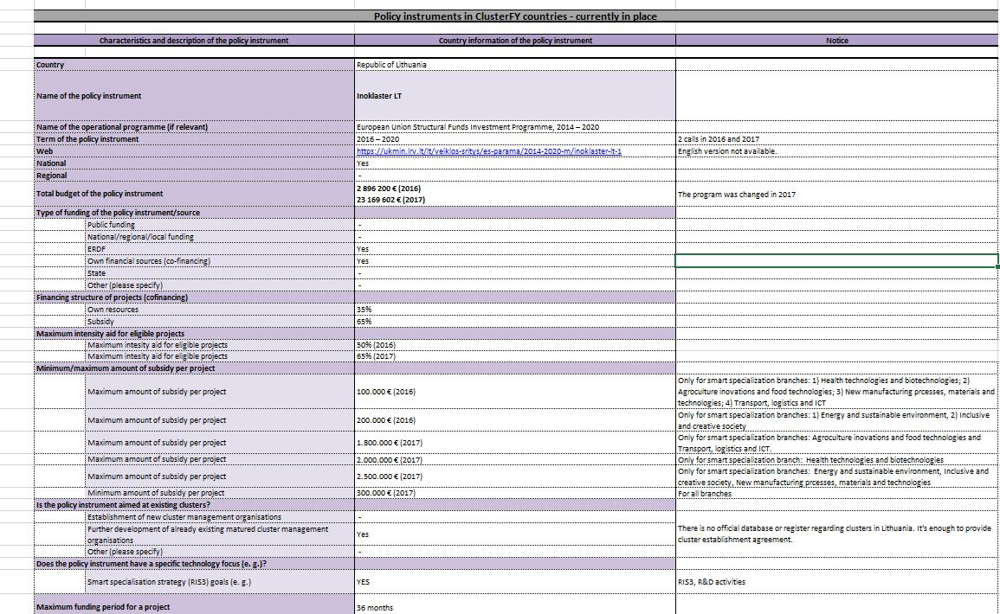 Policy instruments in ClusterFY countries - currently in place
Characteristics and description of the policy instrument
Country information of the policy instrument
Notice
Country
Republic of Lithuania
Name of the policy instrument
Inoklaster LT
Name of the operational programme (if relevant)
European Union Structural Funds Investment Programme, 2014 – 2020
Term of the policy instrument
2016 – 2020
2 calls in 2016 and 2017
Web
https://ukmin.lrv.lt/lt/veiklos-sritys/es-parama/2014-2020-m/inoklaster-lt-1
English version not available.
National
Yes
Regional
-
Total budget of the policy instrument
2 896 200 € (2016)
23 169 602 € (2017)
The program was changed in 2017
Type of funding of the policy instrument/source
Public funding
-
National/regional/local funding
-
ERDF
Yes
Own financial sources (co-financing)
Yes
State
-
Other (please specify)
-
Financing structure of projects (cofinancing)
Own resources
35%
Subsidy
65%
Maximum intensity aid for eligible projects
Maximum intesity aid for eligible projects
50% (2016)
Maximum intesity aid for eligible projects
65% (2017)
Minimum/maximum amount of subsidy per project
Maximum amount of subsidy per project
100.000 € (2016)
Only for smart specialization branches: 1) Health technologies and biotechnologies; 2)
Agroculture inovations and food technologies; 3) New manufacturing prcesses, materials and
technologies; 4) Transport, logistics and ICT
Maximum amount of subsidy per project
200.000 € (2016)
Only for smart specialization branches: 1) Energy and sustainable environment, 2) Inclusive
and creative society
Maximum amount of subsidy per project
1.800.000 € (2017)
Only for smart specialization branches: Agroculture inovations and food technologies and
Transport, logistics and ICT.
Maximum amount of subsidy per project
2.000.000 € (2017)
Only for smart specialization branch: Health technologies and biotechnologies
Maximum amount of subsidy per project
2.500.000 € (2017)
Only for smart specialization branches: Energy and sustainable environment, Inclusive and
creative society, New manufacturing prcesses, materials and technologies
Minimum amount of subsidy per project
300.000 € (2017)
For all branches
Is the policy instrument aimed at existing clusters?
Establishment of new cluster management organisations
-
Further development of already existing matured cluster management
organisations
Yes
There is no official database or register regarding clusters in Lithuania. It's enough to provide
cluster establishment agreement.
Other (please specify)
-
Does the policy instrument have a specific technology focus (e. g.)?
Smart specialisation strategy (RIS3) goals (e. g.)
YES
RIS3, R&D activities
Maximum funding period for a project
36 months